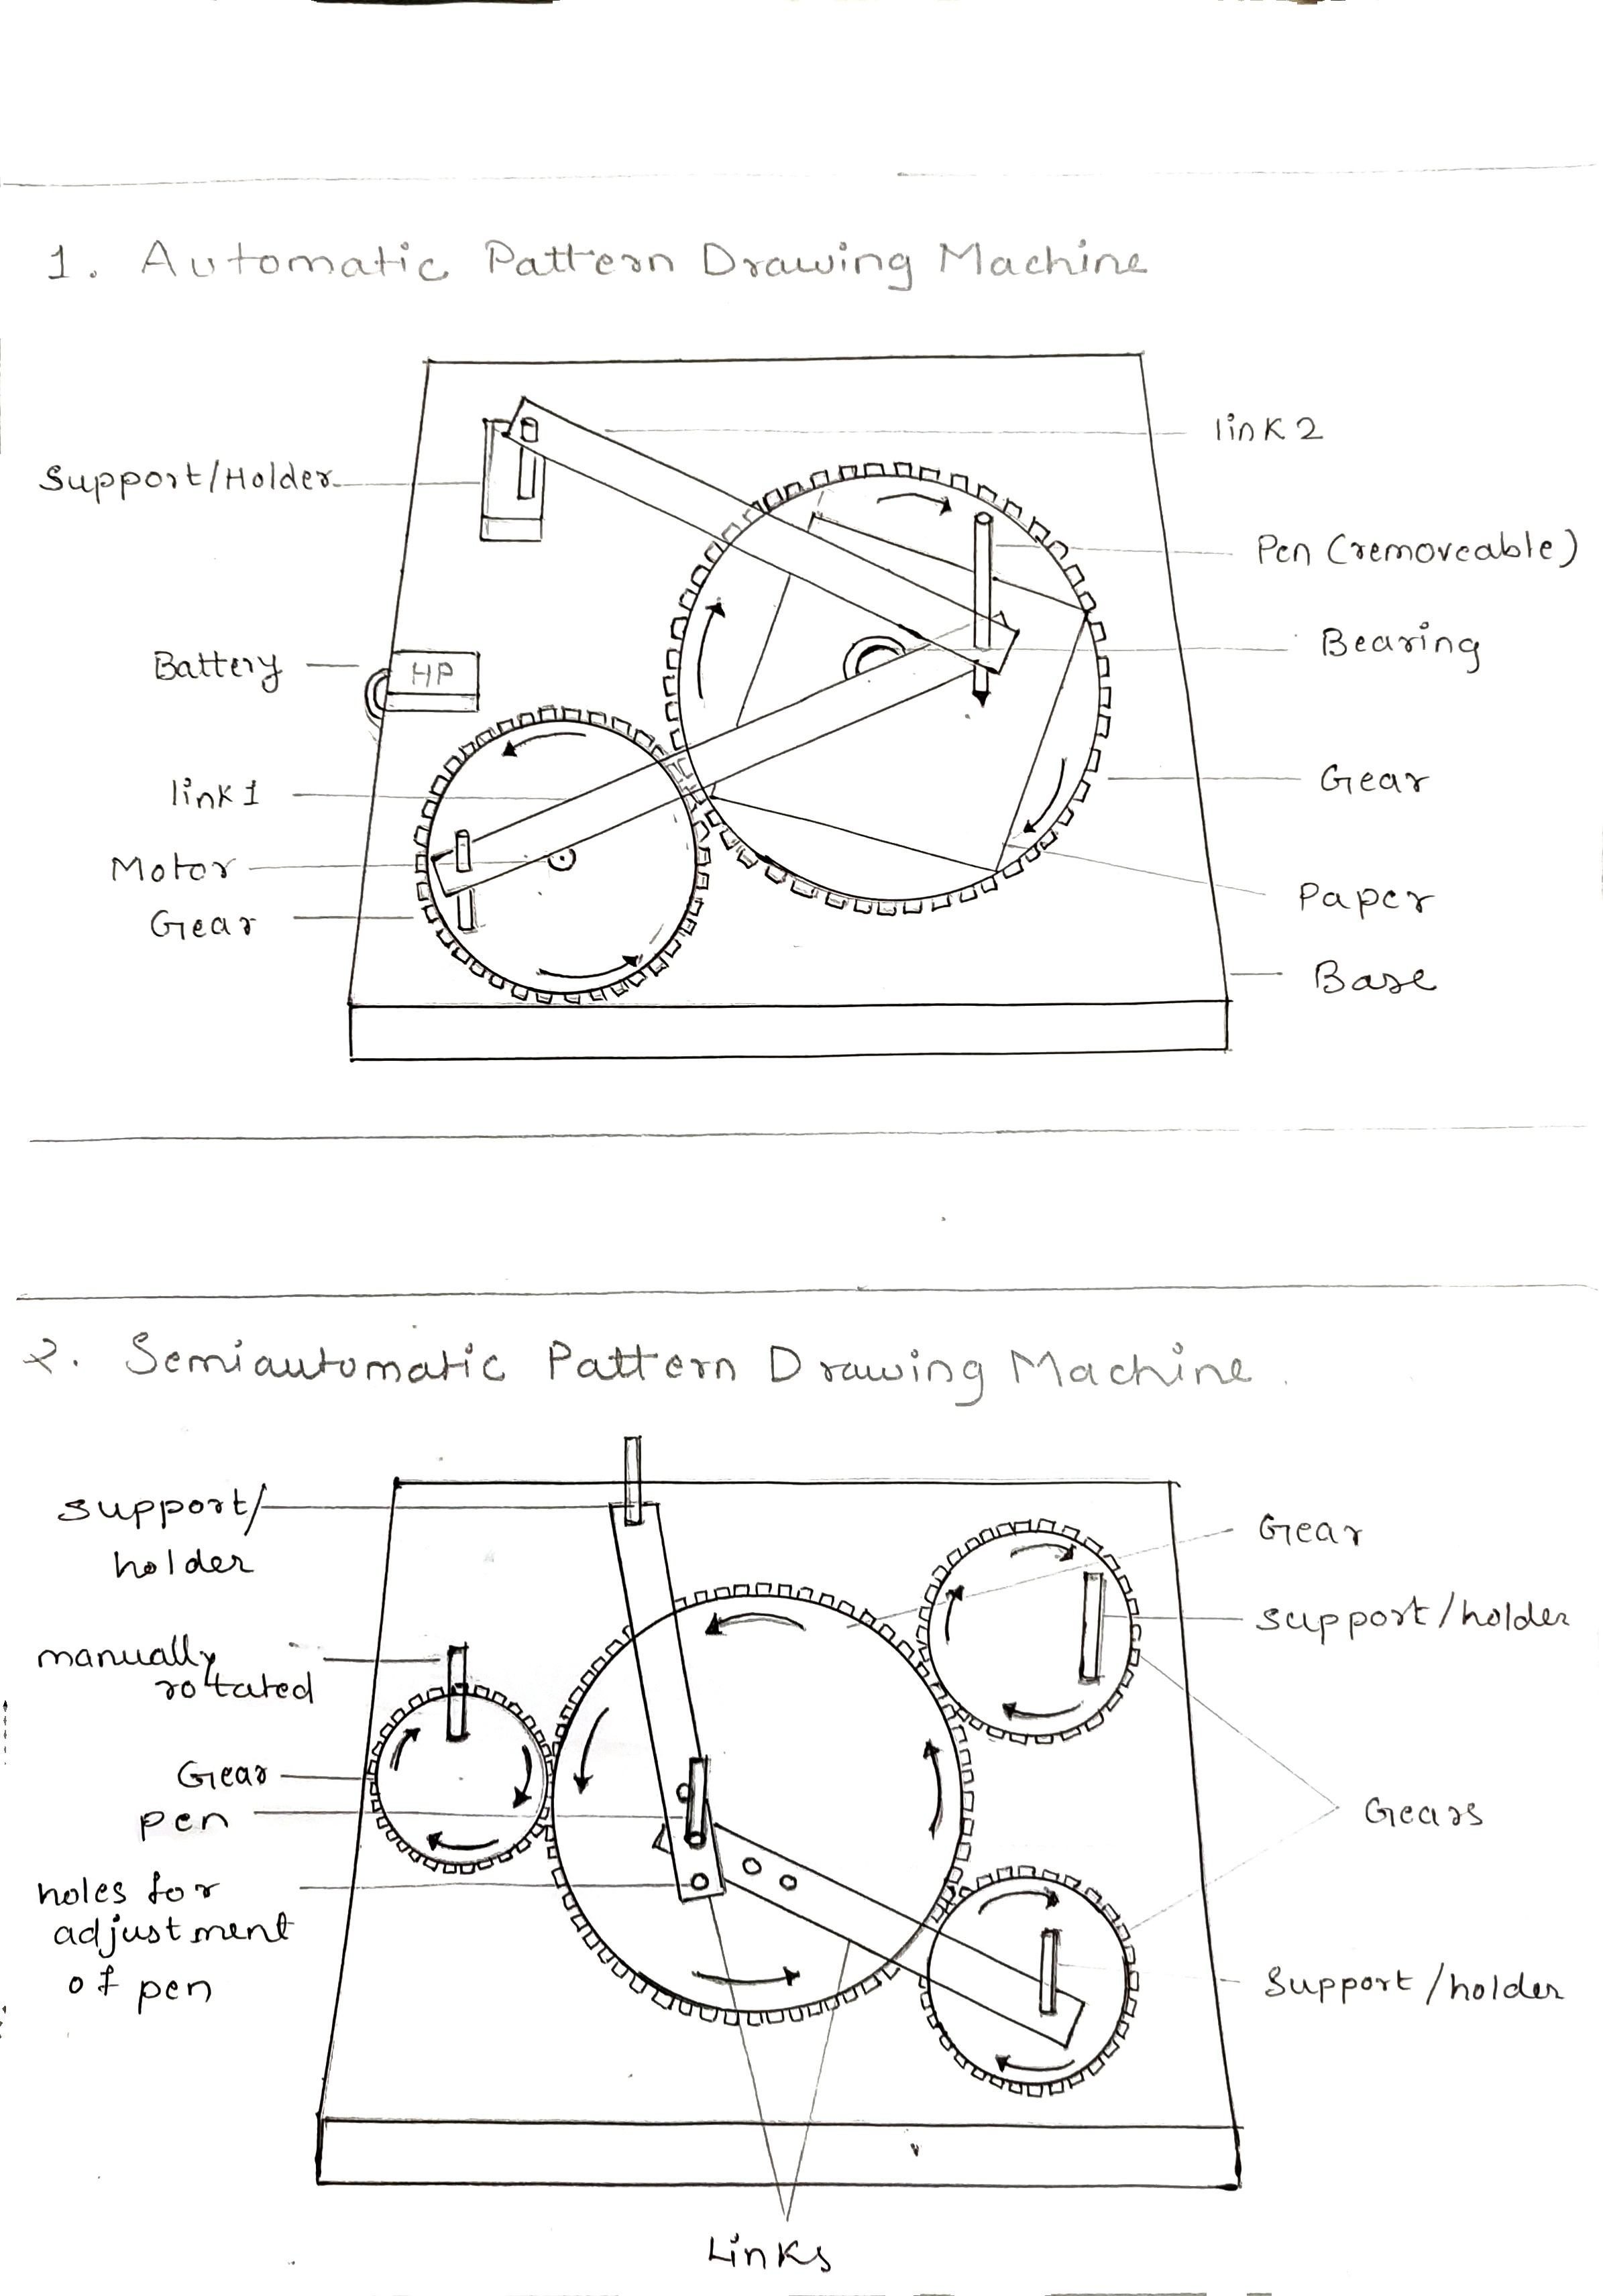 1. Automatic Pattern Drawing Machine
link 2
Support/Holder
Pen (removeable)
Bearing
Battery
HP
Gear
link 1
Motor
Gear
Paper
Base
2. Semiautomatic Pattern Drawing Machine.
support/
holder
Gear
support/holder
manually
rotated
Gear
pen
Gears
holes for
adjustment
of pen
Support/holder
Links